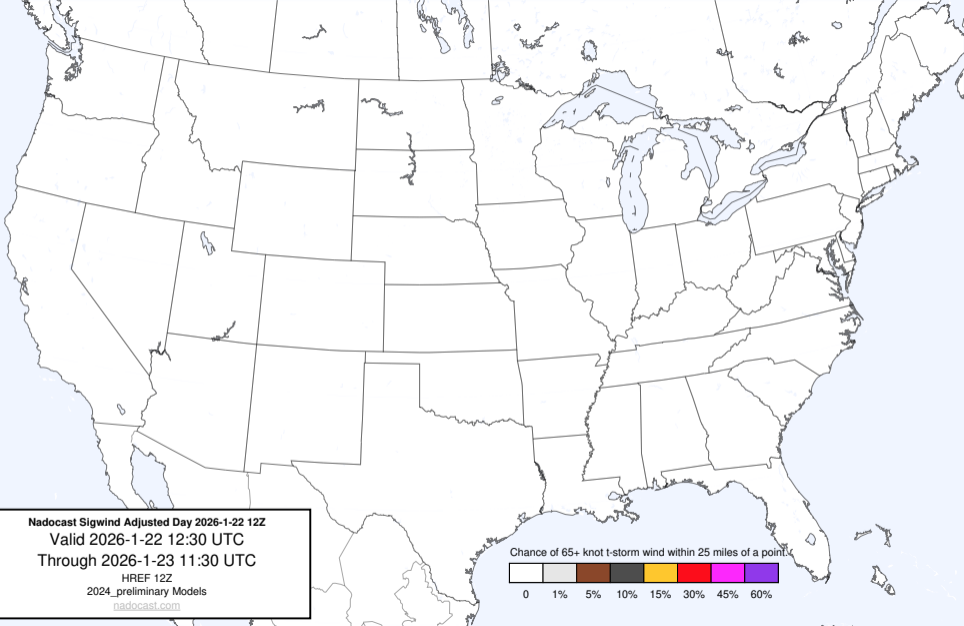 Nadocast Sigwind Adjusted Day 2026-1-22 12Z
Valid 2026-1-22 12:30 UTC
Through 2026-1-23 11:30 UTC
HREF 12Z
2024_preliminary Models
nadocast.com
Chance of 65+ knot t-storm wind within 25 miles of a point.
0 1% 5% 10% 15% 30% 45% 60%